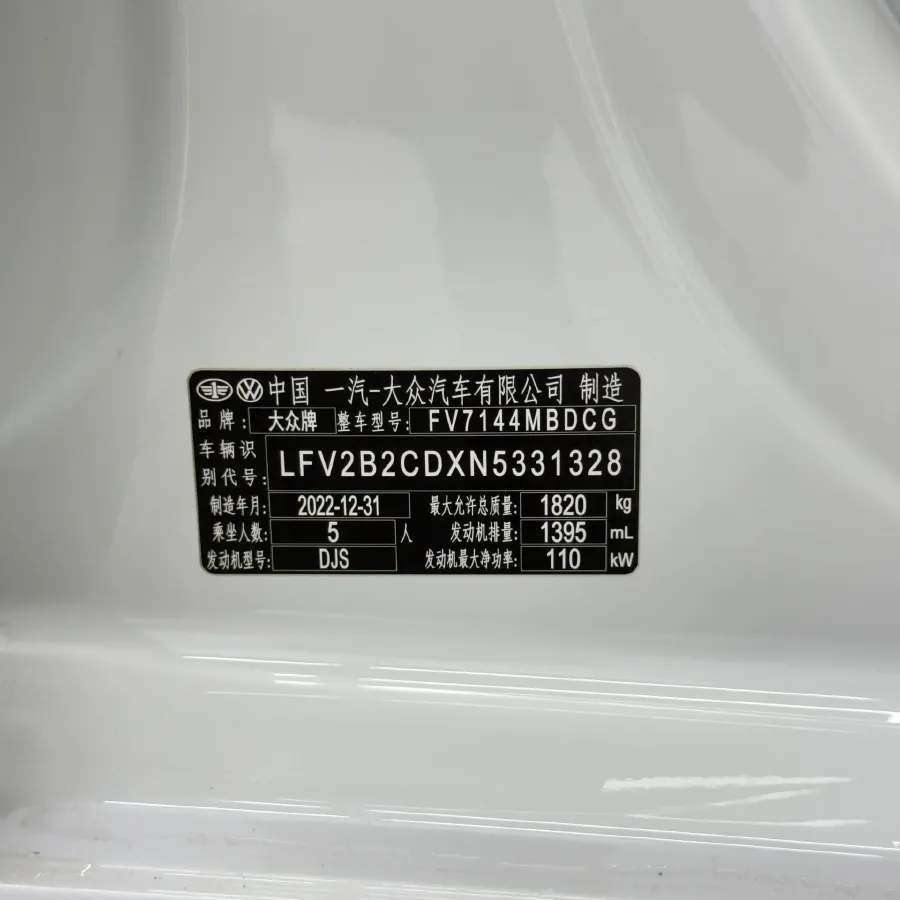 中国 一汽-大众汽车有限公司 制造
品牌: 大众牌 整车型号: FV7144MBDCG
车辆识别代号: LFV2B2CDXN5331328
制造年月: 2022-12-31 最大允许总质量: 1820 kg
乘坐人数: 5 人 发动机排量: 1395 mL
发动机型号: DJS 发动机最大净功率: 110 kW